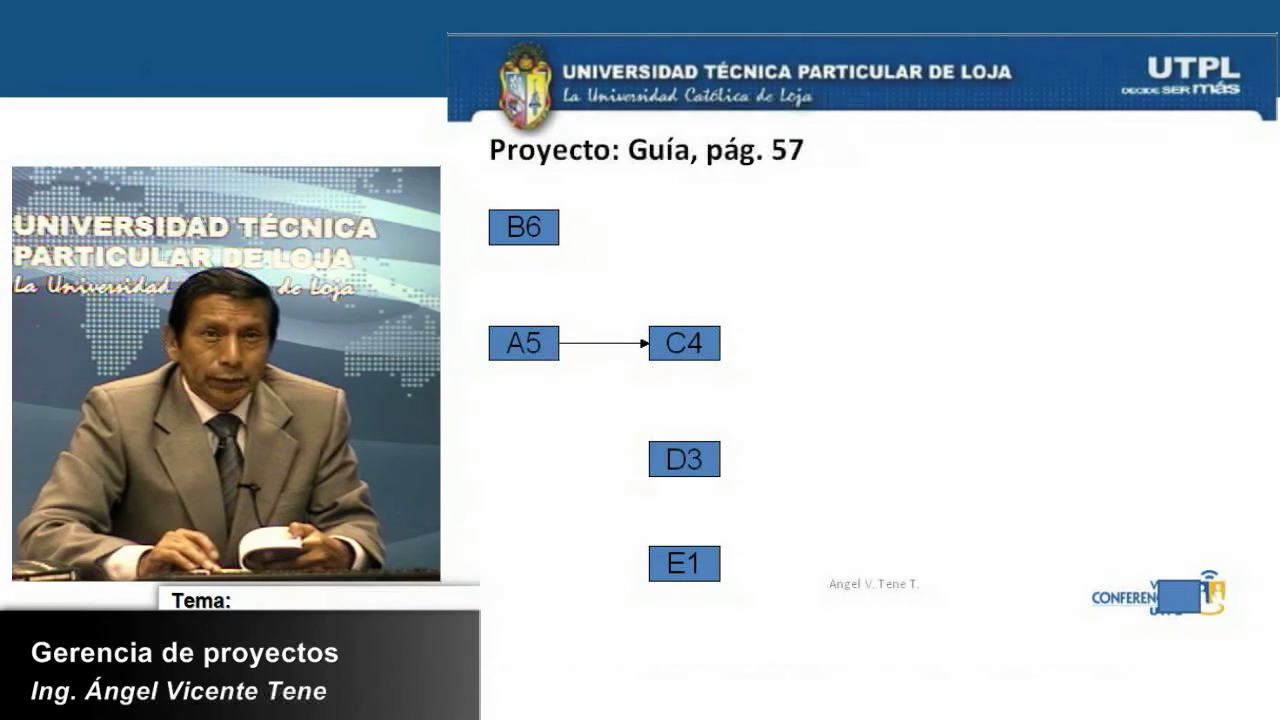 UNIVERSIDAD TÉCNICA PARTICULAR DE LOJA
La Universidad Católica de Loja
UTPL
DECIDE SER más
Proyecto: Guía, pág. 57
B6
A5
C4
D3
E1
Angel V. Tene T.
UNIVERSIDAD TÉCNICA
PARTICULAR DE LOJA
La Universidad
de Loja
Tema:
Gerencia de proyectos
Ing. Ángel Vicente Tene